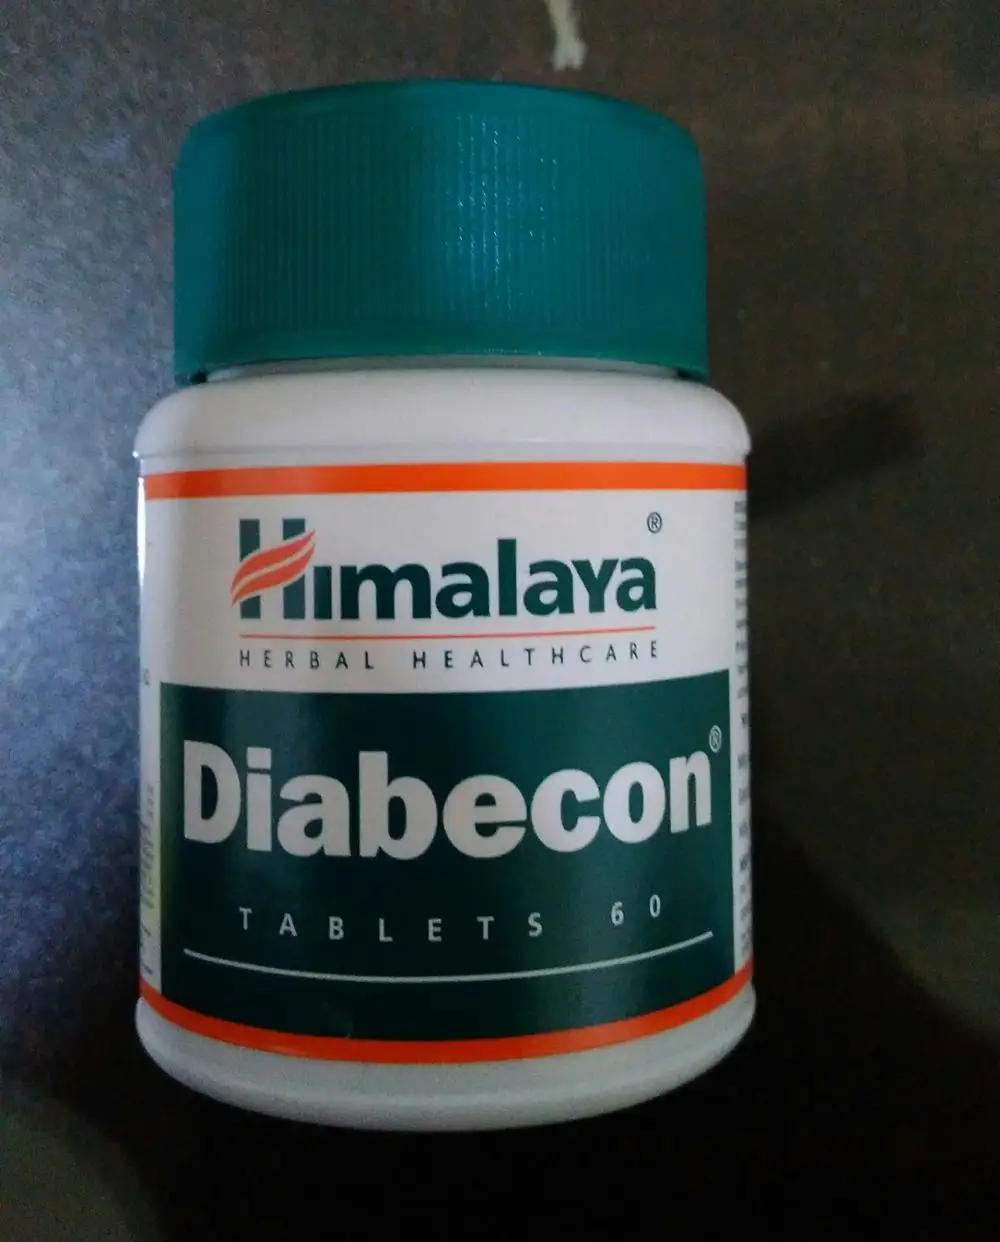 Himalaya®
HERBAL HEALTHCARE
Diabecon®
TABLETS 60